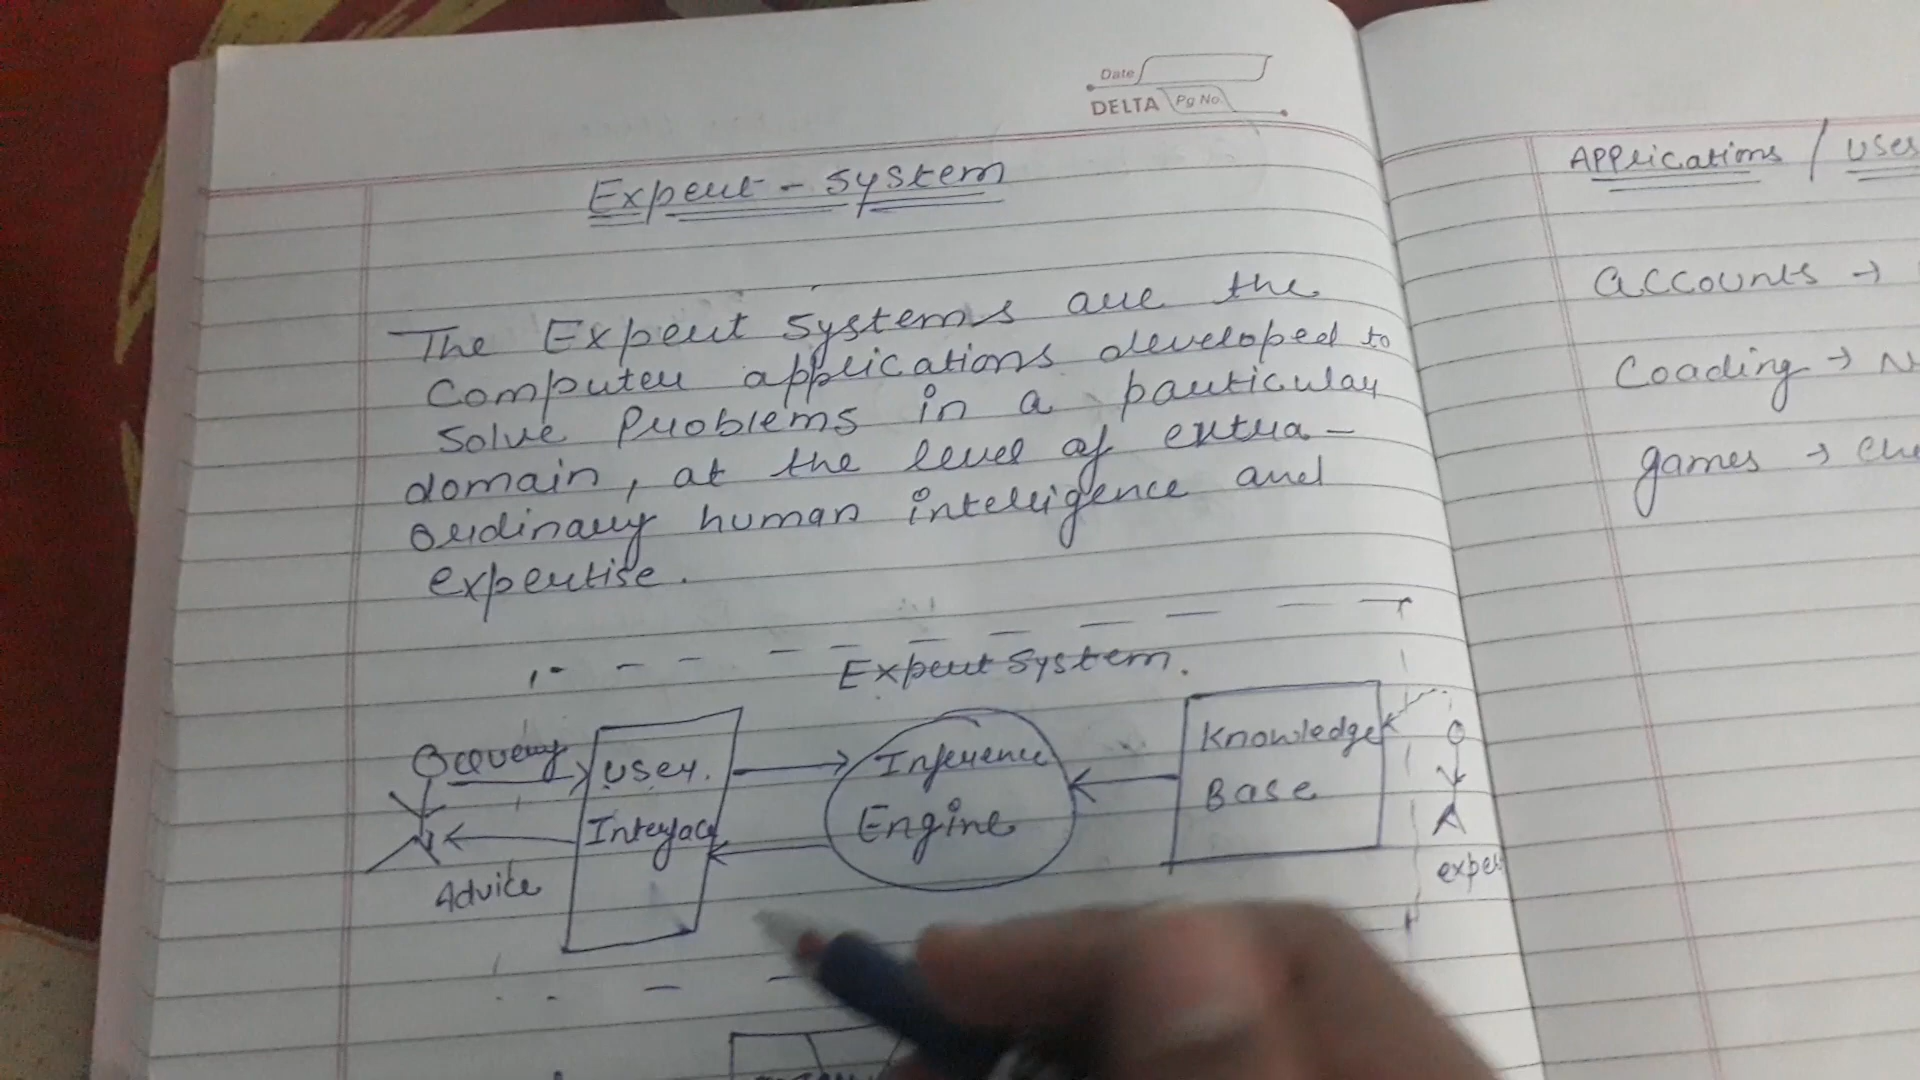 Date
DELTA Pg No.
Expert - System
The Expert Systems are the
Computer applications developed to
Solve Problems in a particular
domain, at the level of extra-
ordinary human intelligence and
expertise.
Expert System.
Query
User
Interface
Advice
Inference
Engine
Knowledge
Base
exper
Applications / Uses
accounts →
Coading → N
games → Che